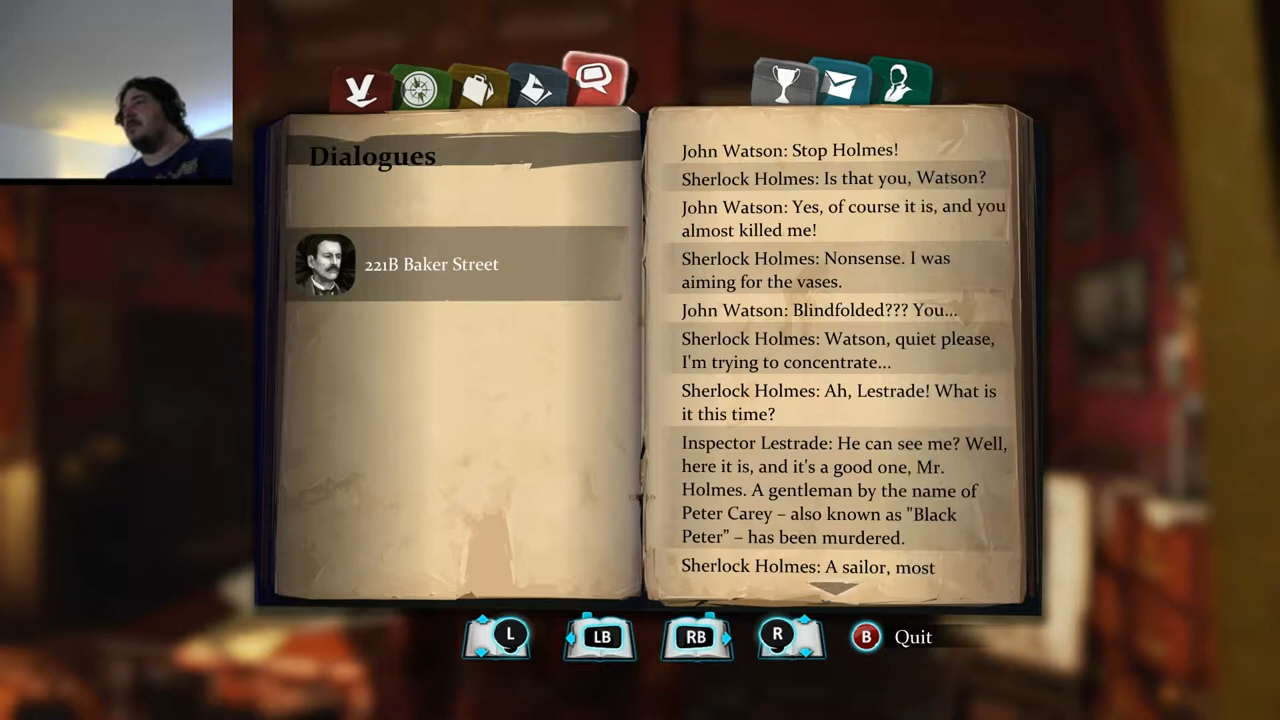 Dialogues
221B Baker Street
John Watson: Stop Holmes!
Sherlock Holmes: Is that you, Watson?
John Watson: Yes, of course it is, and you
almost killed me!
Sherlock Holmes: Nonsense. I was
aiming for the vases.
John Watson: Blindfolded??? You...
Sherlock Holmes: Watson, quiet please,
I'm trying to concentrate...
Sherlock Holmes: Ah, Lestrade! What is
it this time?
Inspector Lestrade: He can see me? Well,
here it is, and it's a good one, Mr.
Holmes. A gentleman by the name of
Peter Carey – also known as "Black
Peter” – has been murdered.
Sherlock Holmes: A sailor, most
L LB RB R B Quit